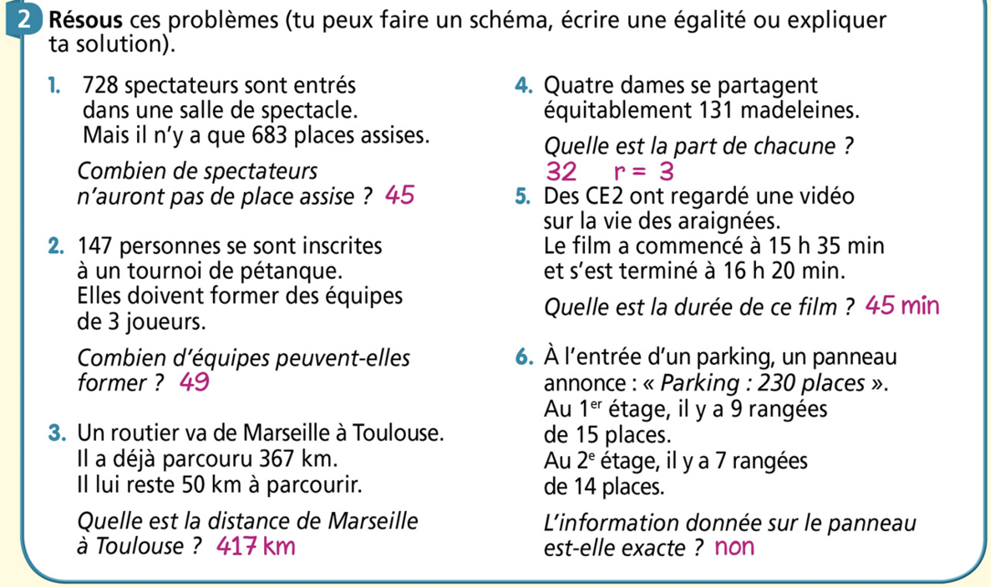 2 Résous ces problèmes (tu peux faire un schéma, écrire une égalité ou expliquer
ta solution).
1. 728 spectateurs sont entrés
dans une salle de spectacle.
Mais il n'y a que 683 places assises.
Combien de spectateurs
n'auront pas de place assise ? 45
2. 147 personnes se sont inscrites
à un tournoi de pétanque.
Elles doivent former des équipes
de 3 joueurs.
Combien d'équipes peuvent-elles
former ? 49
3. Un routier va de Marseille à Toulouse.
Il a déjà parcouru 367 km.
Il lui reste 50 km à parcourir.
Quelle est la distance de Marseille
à Toulouse ? 417 km
4. Quatre dames se partagent
équitablement 131 madeleines.
Quelle est la part de chacune ?
32 r = 3
5. Des CE2 ont regardé une vidéo
sur la vie des araignées.
Le film a commencé à 15 h 35 min
et s'est terminé à 16 h 20 min.
Quelle est la durée de ce film ? 45 min
6. À l'entrée d'un parking, un panneau
annonce : « Parking : 230 places ».
Au 1er étage, il y a 9 rangées
de 15 places.
Au 2e étage, il y a 7 rangées
de 14 places.
L'information donnée sur le panneau
est-elle exacte ? non